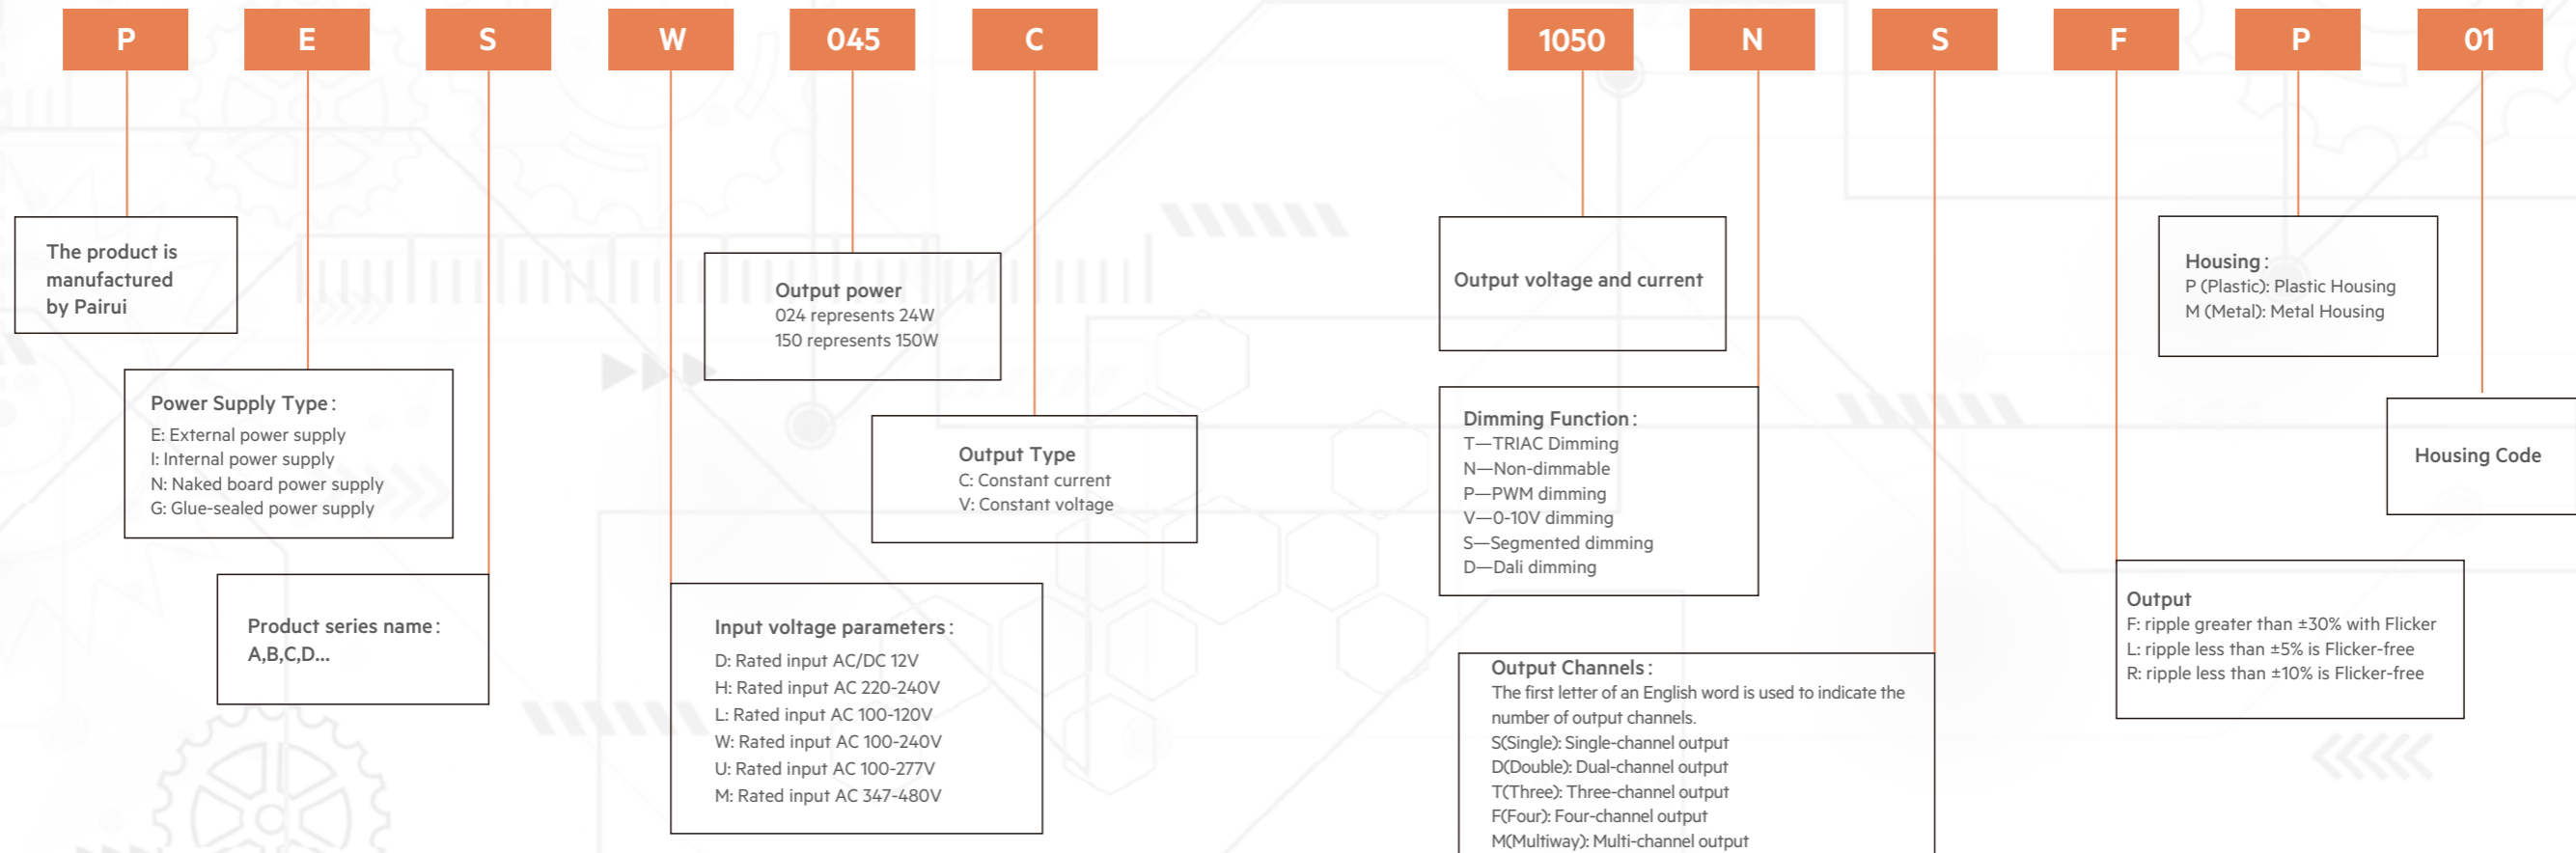 P E S W 045 C 1050 N S F P 01
The product is
manufactured
by Pairui
Power Supply Type:
E: External power supply
I: Internal power supply
N: Naked board power supply
G: Glue-sealed power supply
Product series name:
A,B,C,D...
Input voltage parameters:
D: Rated input AC/DC 12V
H: Rated input AC 220-240V
L: Rated input AC 100-120V
W: Rated input AC 100-240V
U: Rated input AC 100-277V
M: Rated input AC 347-480V
Output power
024 represents 24W
150 represents 150W
Output Type
C: Constant current
V: Constant voltage
Output voltage and current
Dimming Function:
T—TRIAC Dimming
N—Non-dimmable
P—PWM dimming
V—0-10V dimming
S—Segmented dimming
D—Dali dimming
Output Channels:
The first letter of an English word is used to indicate the
number of output channels.
S(Single): Single-channel output
D(Double): Dual-channel output
T(Three): Three-channel output
F(Four): Four-channel output
M(Multiway): Multi-channel output
Output
F: ripple greater than ±30% with Flicker
L: ripple less than ±5% is Flicker-free
R: ripple less than ±10% is Flicker-free
Housing:
P (Plastic): Plastic Housing
M (Metal): Metal Housing
Housing Code